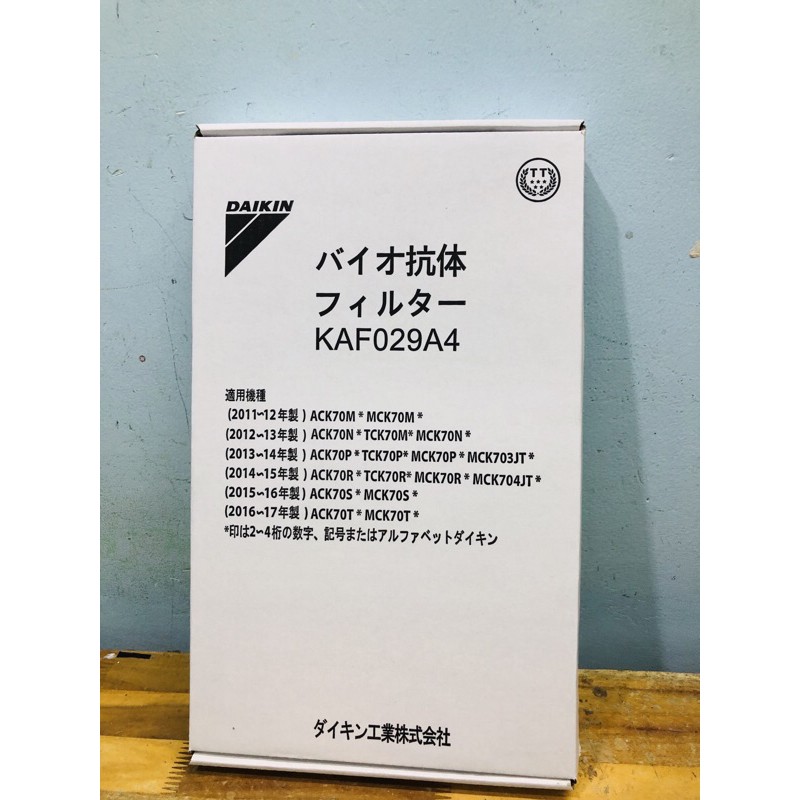 TT
DAIKIN
バイオ抗体
フィルター
KAF029A4
適用機種
(2011~12年製 ) ACK70M * MCK70M *
(2012~13年製 ) ACK70N * TCK70M* MCK70N *
(2013~14年製 ) ACK70P * TCK70P* MCK70P * MCK703JT *
(2014~15年製 ) ACK70R * TCK70R* MCK70R * MCK704JT *
(2015~16年製 ) ACK70S * MCK70S *
(2016~17年製 ) ACK70T * MCK70T *
*印は2~4桁の数字、記号またはアルファベットダイキン
ダイキン工業株式会社